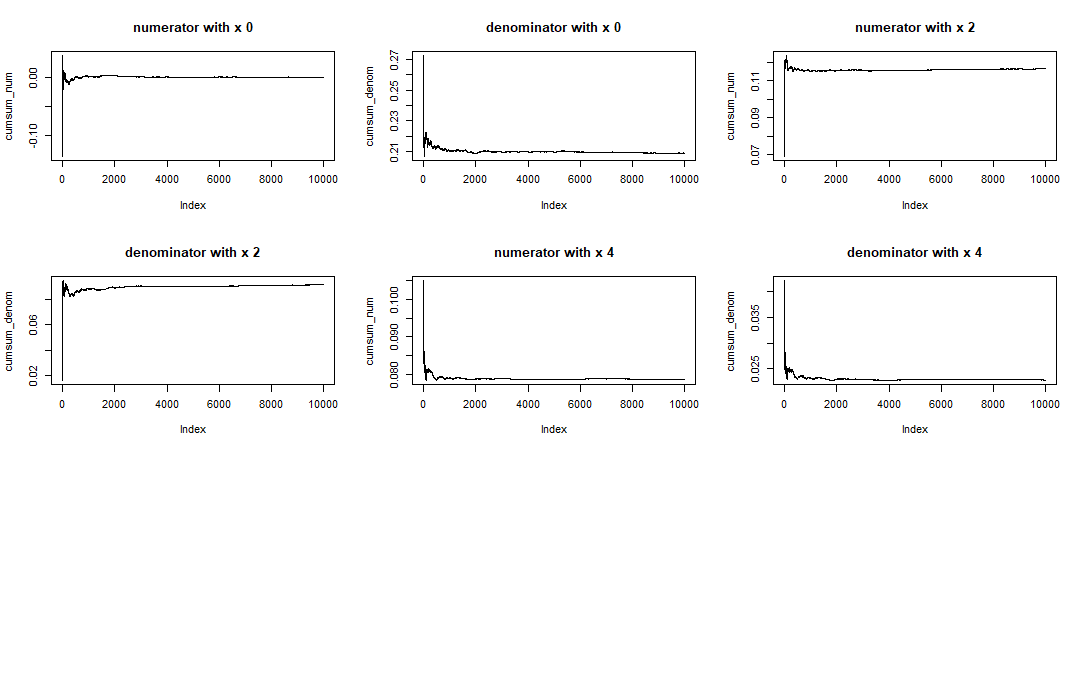 numerator with x 0
cumsum_num
-0.10
0.00
0
2000
4000
6000
8000
10000
Index
denominator with x 0
cumsum_denom
0.21
0.23
0.25
0.27
0
2000
4000
6000
8000
10000
Index
numerator with x 2
cumsum_num
0.07
0.09
0.11
0
2000
4000
6000
8000
10000
Index
denominator with x 2
cumsum_denom
0.02
0.06
0
2000
4000
6000
8000
10000
Index
numerator with x 4
cumsum_num
0.080
0.090
0.100
0
2000
4000
6000
8000
10000
Index
denominator with x 4
cumsum_denom
0.025
0.035
0
2000
4000
6000
8000
10000
Index